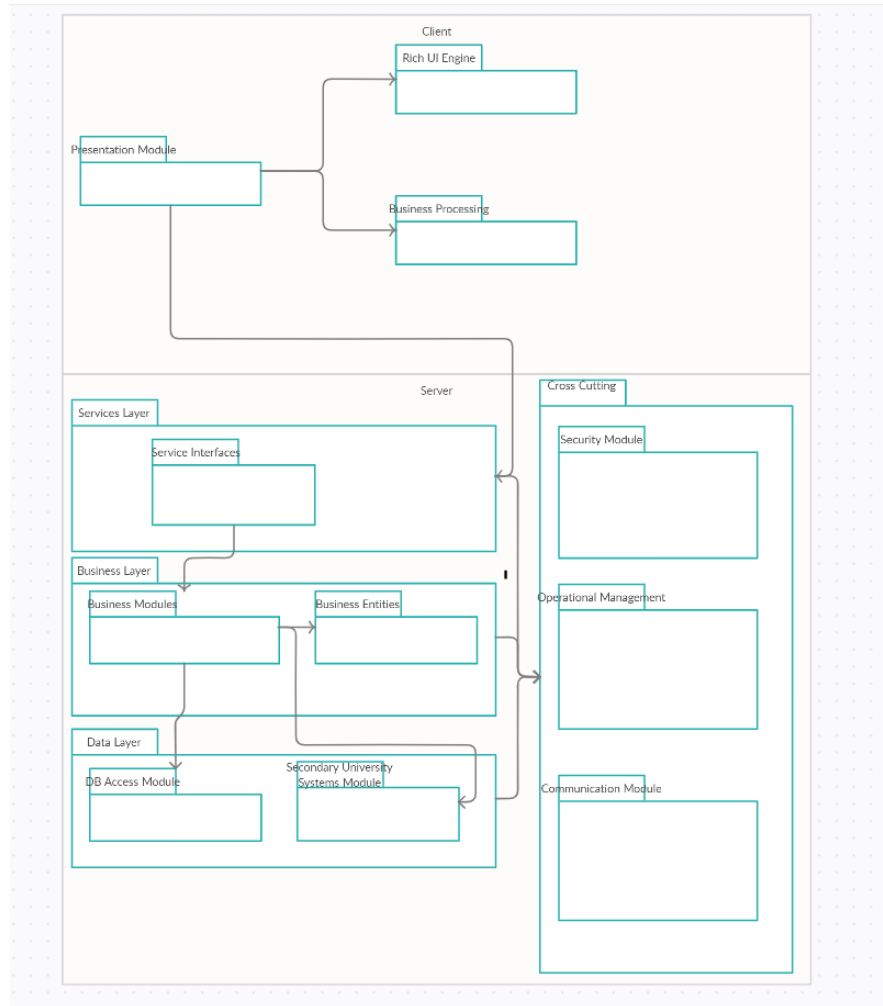 Client
Rich UI Engine
Presentation Module
Business Processing
Server
Cross Cutting
Services Layer
Service Interfaces
Security Module
Business Layer
Business Modules
Business Entities
Operational Management
Data Layer
DB Access Module
Secondary University
Systems Module
Communication Module